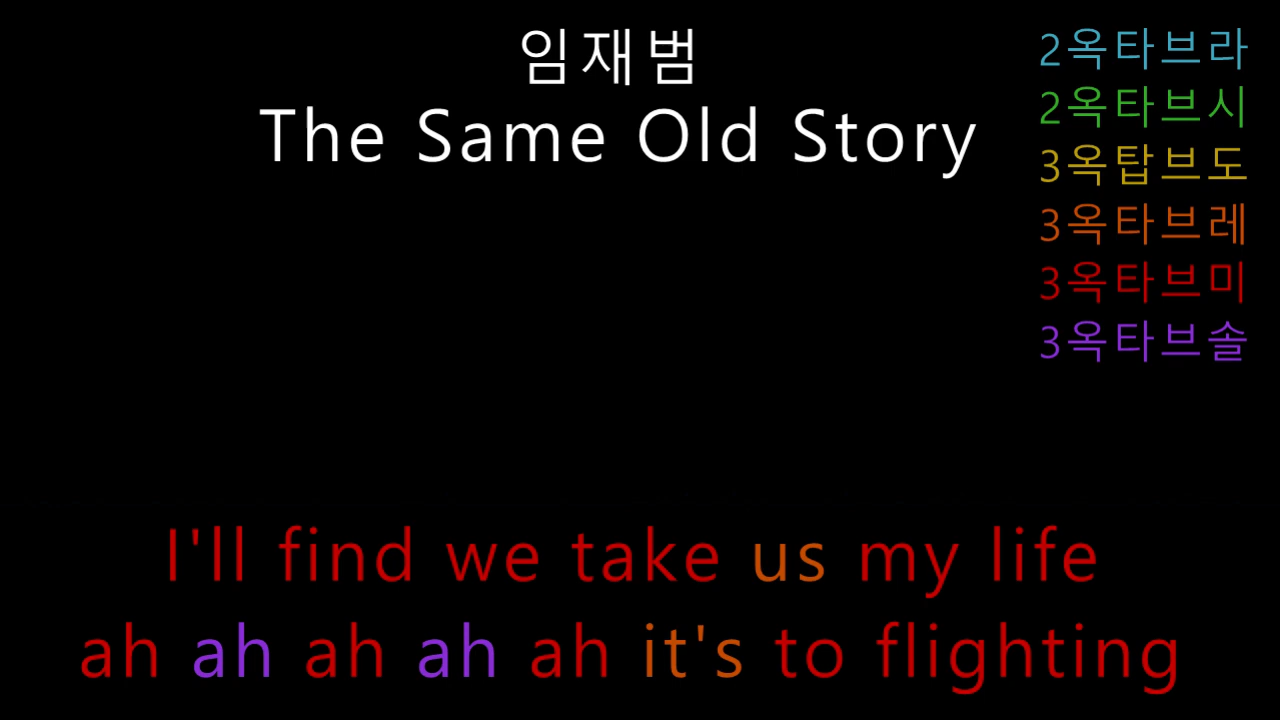 임재범
The Same Old Story
2옥타브라
2옥타브시
3옥탑브도
3옥타브레
3옥타브미
3옥타브솔
I'll find we take us my life
ah ah ah ah ah it's to flighting